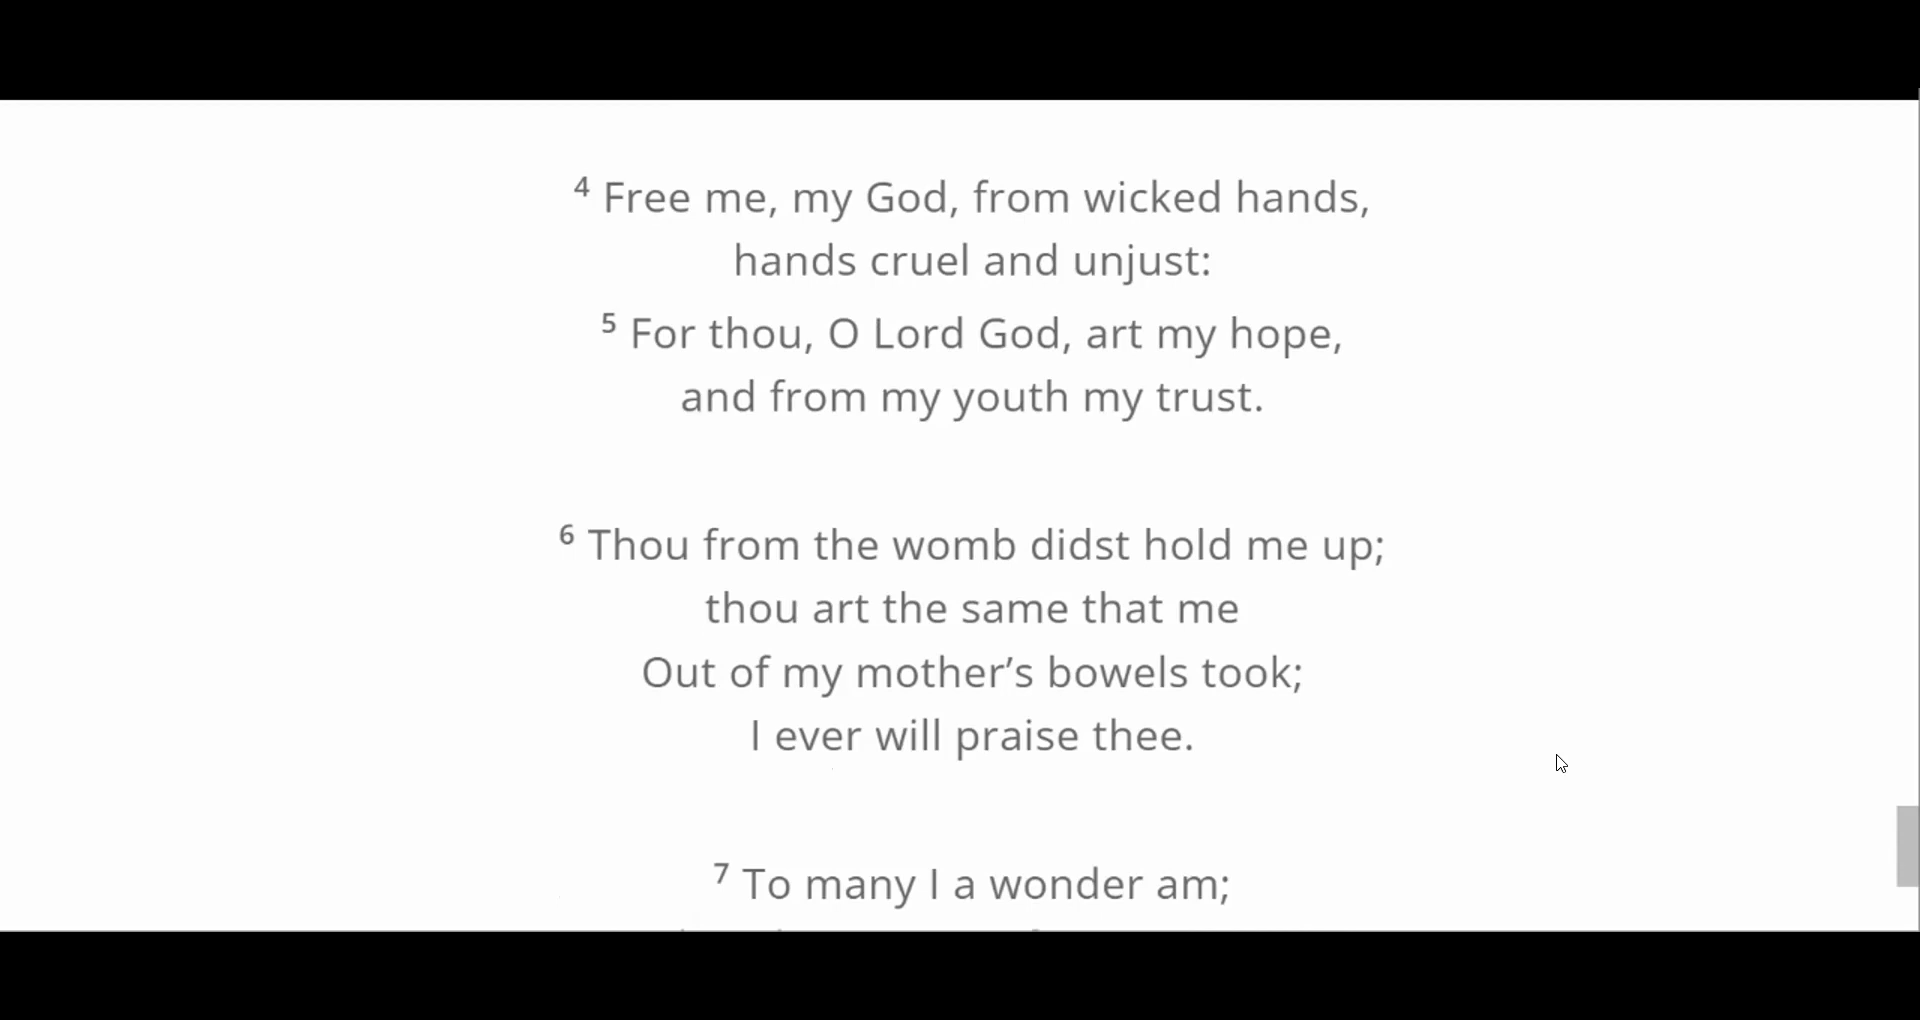 4 Free me, my God, from wicked hands,
hands cruel and unjust:
5 For thou, O Lord God, art my hope,
and from my youth my trust.
6 Thou from the womb didst hold me up;
thou art the same that me
Out of my mother’s bowels took;
I ever will praise thee.
7 To many I a wonder am;